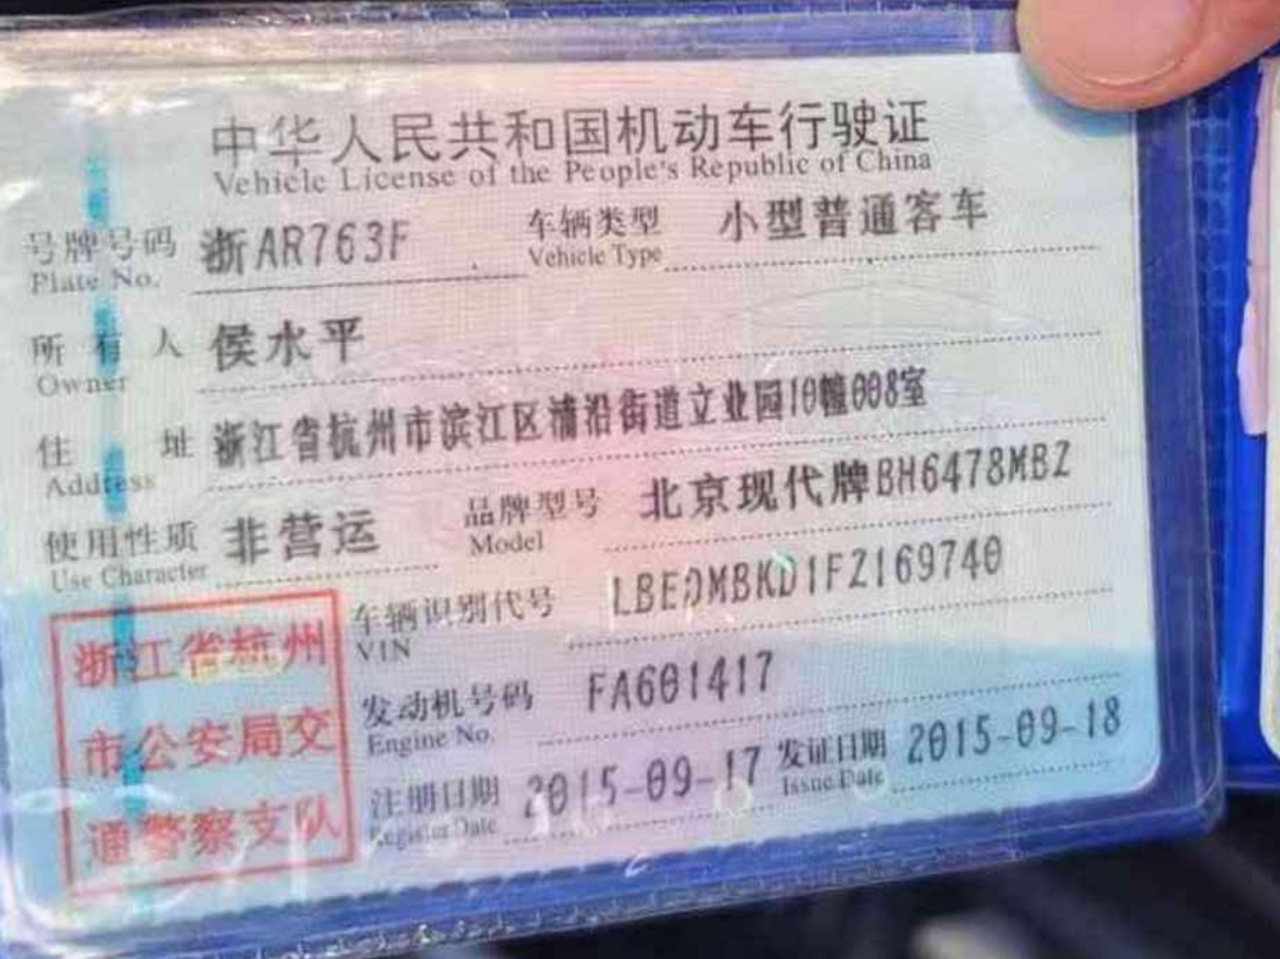 中华人民共和国机动车行驶证
Vehicle License of the People's Republic of China
号牌号码 浙AR763F 车辆类型 小型普通客车
Plate No. Vehicle Type
所有人 侯水平
Owner
住址 浙江省杭州市滨江区浦沿街道立业园10幢008室
Address
使用性质 非营运 品牌型号 北京现代牌BH6478MBZ
Use Character Model
车辆识别代号 LBEDMBKD1FZ169740
VIN
发动机号码 FA601417
Engine No.
注册日期 2015-09-17 发证日期 2015-09-18
Register Date Issue Date
浙江省杭州
市公安局交
通警察支队